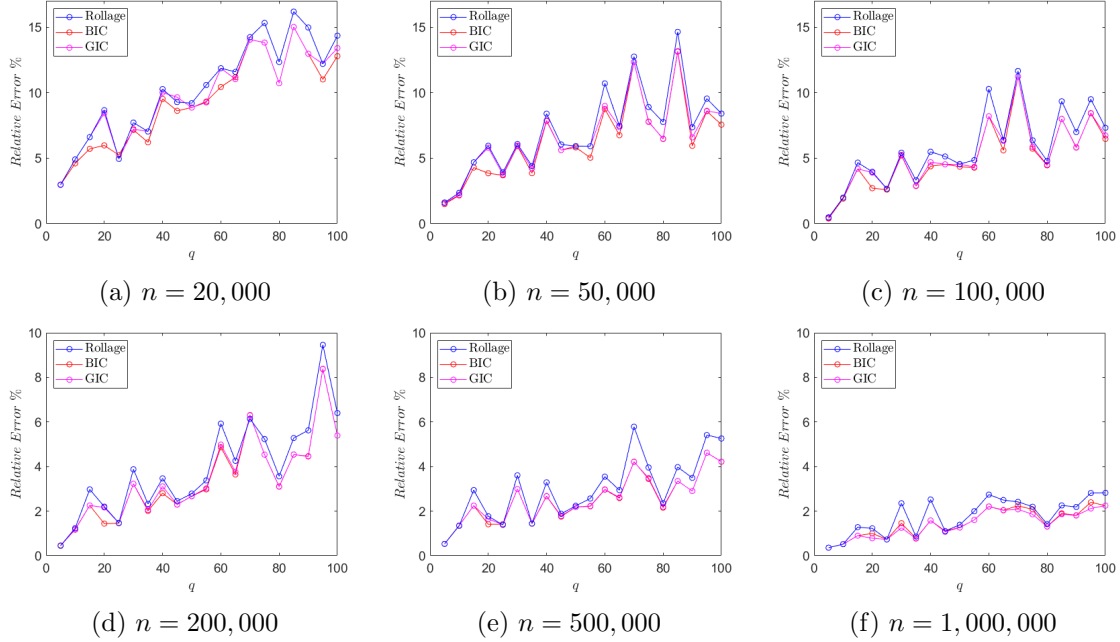 Relative Error %
15
10
5
0
Rollage
BIC
GIC
0 20 40 60 80 100
q
(a) n = 20, 000
Relative Error %
15
10
5
0
Rollage
BIC
GIC
0 20 40 60 80 100
q
(b) n = 50, 000
Relative Error %
15
10
5
0
Rollage
BIC
GIC
0 20 40 60 80 100
q
(c) n = 100, 000
Relative Error %
10
8
6
4
2
0
Rollage
BIC
GIC
0 20 40 60 80 100
q
(d) n = 200, 000
Relative Error %
10
8
6
4
2
0
Rollage
BIC
GIC
0 20 40 60 80 100
q
(e) n = 500, 000
Relative Error %
10
8
6
4
2
0
Rollage
BIC
GIC
0 20 40 60 80 100
q
(f) n = 1, 000, 000